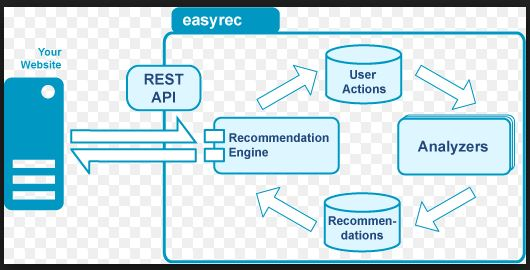 easyrec
Your
Website
REST
API
User
Actions
Recommendation
Engine
Analyzers
Recommen-
dations